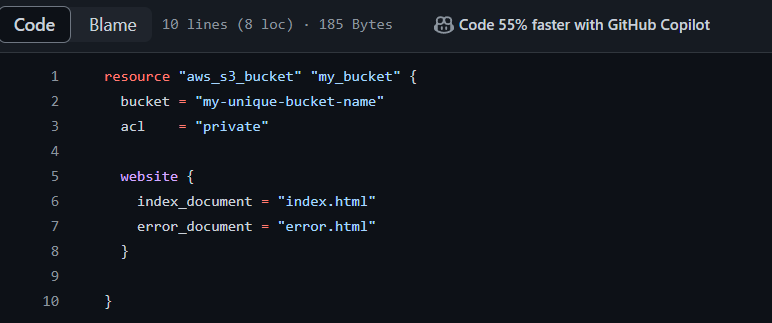 Code Blame 10 lines (8 loc) · 185 Bytes Code 55% faster with GitHub Copilot
1 resource "aws_s3_bucket" "my_bucket" {
2   bucket = "my-unique-bucket-name"
3   acl    = "private"
4
5   website {
6     index_document = "index.html"
7     error_document = "error.html"
8   }
9
10 }